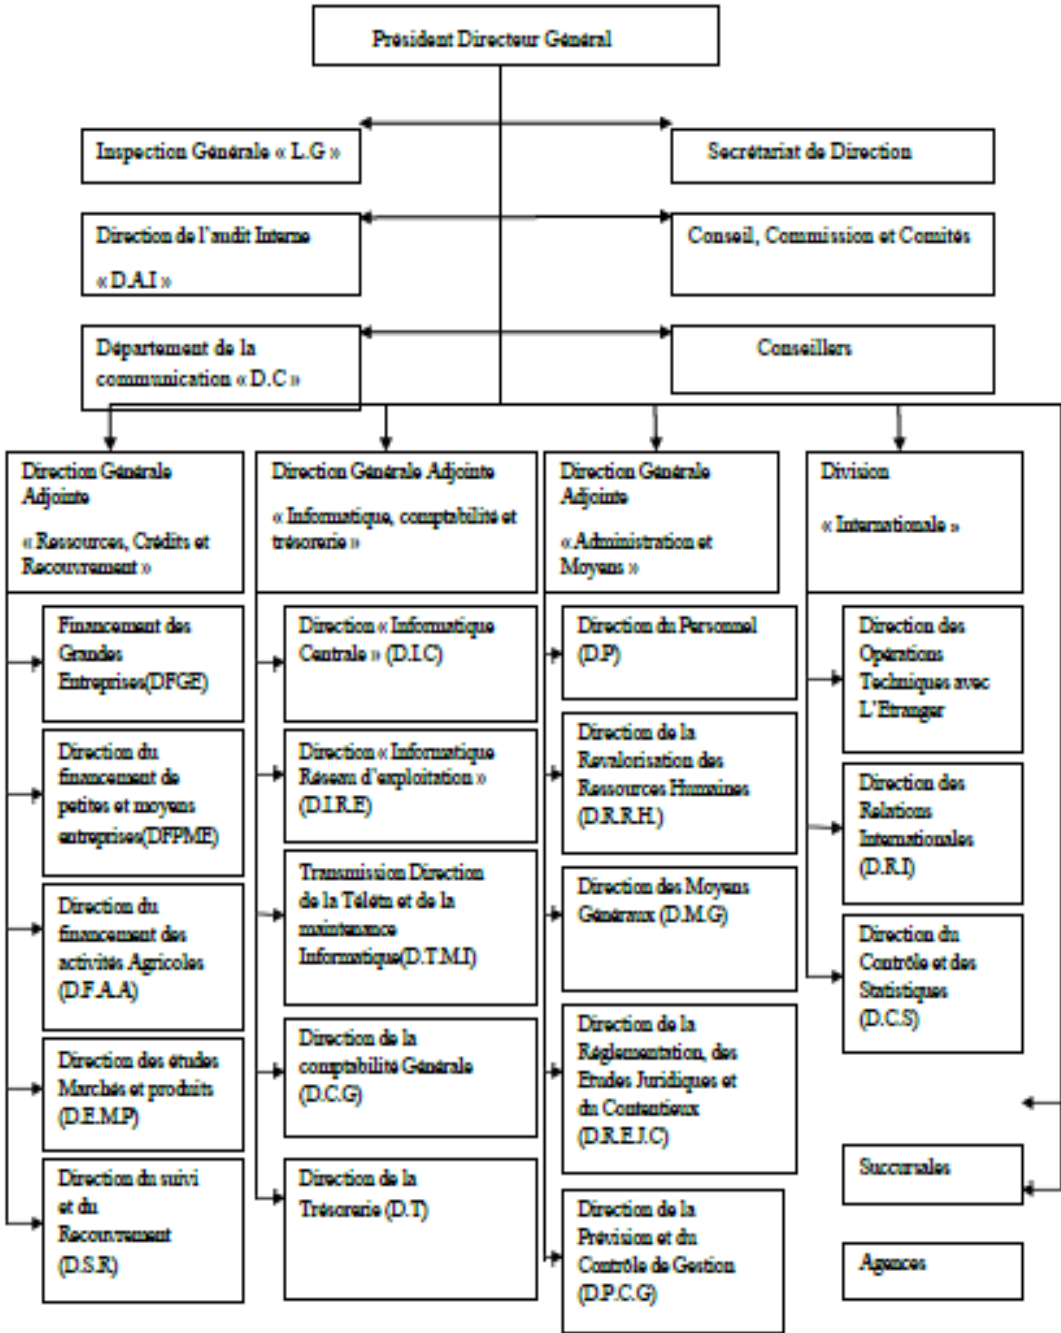 Président Directeur Général
Inspection Générale « L.G »
Secrétariat de Direction
Direction de l'audit Interne
« D.A.I »
Conseil, Commission et Comités
Département de la
communication « D.C »
Conseillers
Direction Générale
Adjointe
« Ressources, Crédits et
Recouvrement »
Direction Générale Adjointe
« Informatique, comptabilité et
trésorerie »
Direction Générale
Adjointe
« Administration et
Moyens »
Division
« Internationale »
Financement des
Grandes
Entreprises(DFGE)
Direction du
financement de
petites et moyens
entreprises(DFPME)
Direction du
financement des
activités Agricoles
(D.F.A.A)
Direction des études
Marchés et produits
(D.E.M.P)
Direction du suivi
et du
Recouvrement
(D.S.R)
Direction « Informatique
Centrale » (D.I.C)
Direction « Informatique
Réseau d'exploitation »
(D.I.R.E)
Transmission Direction
de la Télétn et de la
maintenance
Informatique(D.T.M.I)
Direction de la
comptabilité Générale
(D.C.G)
Direction de la
Trésorerie (D.T)
Direction du Personnel
(D.P)
Direction de la
Revalorisation des
Ressources Humaines
(D.R.R.H.)
Direction des Moyens
Généraux (D.M.G)
Direction de la
Réglementation, des
Etudes Juridiques et
du Contentieux
(D.R.E.J.C)
Direction de la
Prévision et du
Contrôle de Gestion
(D.P.C.G)
Direction des
Opérations
Techniques avec
L'Etranger
Direction des
Relations
Internationales
(D.R.I)
Direction du
Contrôle et des
Statistiques
(D.C.S)
Succursales
Agences